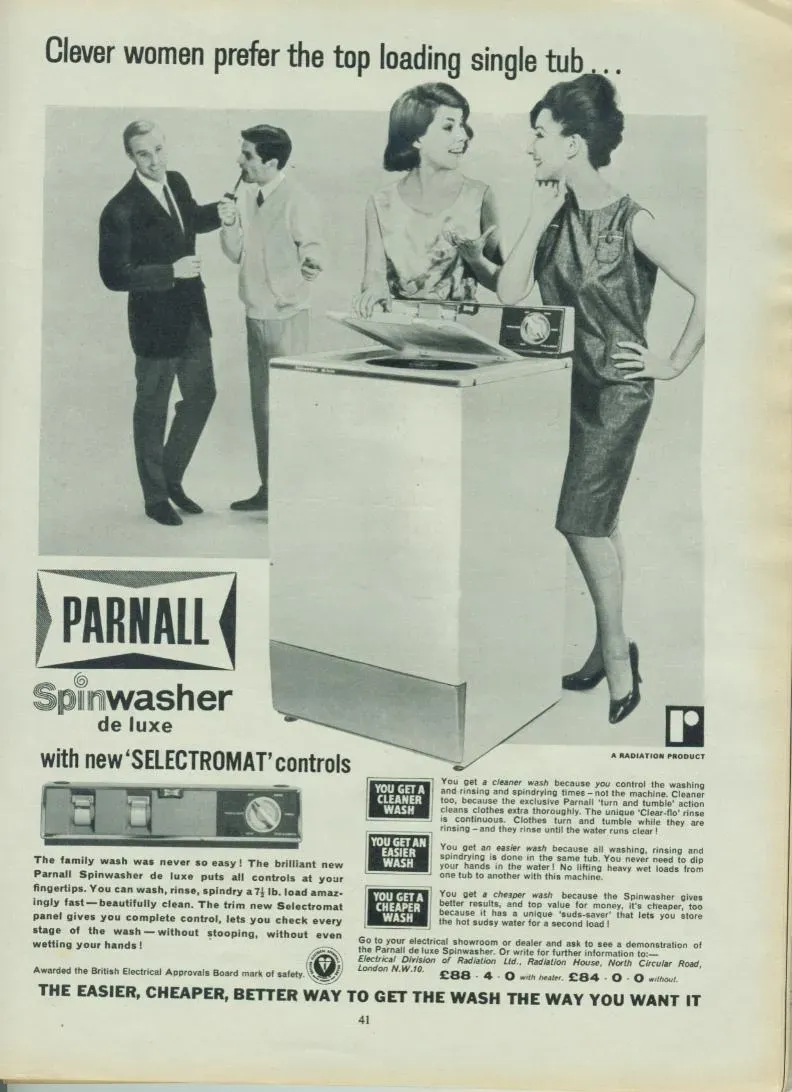 Clever women prefer the top loading single tub...
PARNALL
Spinwasher
de luxe
with new 'SELECTROMAT' controls
r
A RADIATION PRODUCT
The family wash was never so easy! The brilliant new
Parnall Spinwasher de luxe puts all controls at your
fingertips. You can wash, rinse, spindry a 7½ lb. load amaz-
ingly fast—beautifully clean. The trim new Selectromat
panel gives you complete control, lets you check every
stage of the wash—without stooping, without even
wetting your hands!
Awarded the British Electrical Approvals Board mark of safety.
YOU GET A
CLEANER
WASH
You get a cleaner wash because you control the washing
and rinsing and spindrying times – not the machine. Cleaner
too, because the exclusive Parnall 'turn and tumble' action
cleans clothes extra thoroughly. The unique 'Clear-flo' rinse
is continuous. Clothes turn and tumble while they are
rinsing – and they rinse until the water runs clear!
YOU GET AN
EASIER
WASH
You get an easier wash because all washing, rinsing and
spindrying is done in the same tub. You never need to dip
your hands in the water! No lifting heavy wet loads from
one tub to another with this machine.
YOU GET A
CHEAPER
WASH
You get a cheaper wash because the Spinwasher gives
better results, and top value for money, it's cheaper, too
because it has a unique 'suds-saver' that lets you store
the hot sudsy water for a second load!
Go to your electrical showroom or dealer and ask to see a demonstration of
the Parnall de luxe Spinwasher. Or write for further information to:—
Electrical Division of Radiation Ltd., Radiation House, North Circular Road,
London N.W.10.
£88 · 4 · 0 with heater. £84 · 0 · 0 without.
THE EASIER, CHEAPER, BETTER WAY TO GET THE WASH THE WAY YOU WANT IT
41